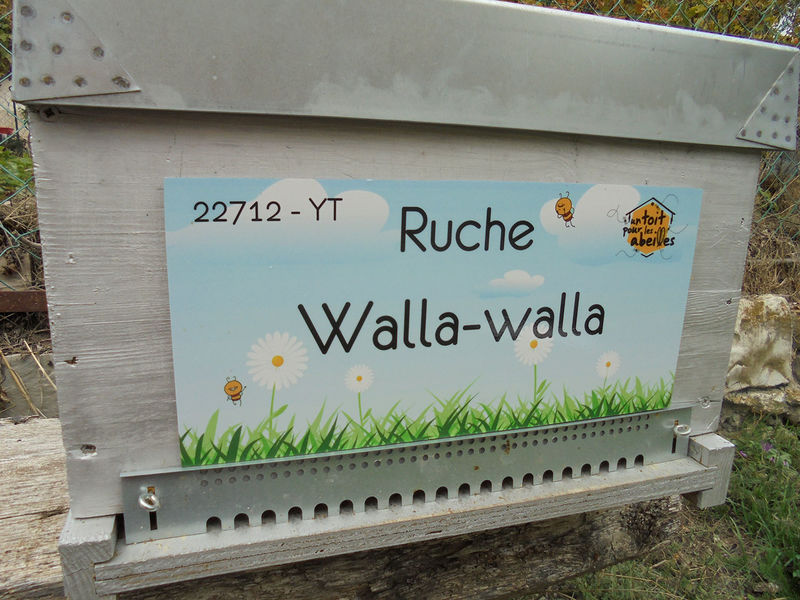 22712 - YT
Ruche
Walla-walla
un toit
pour les
abeilles